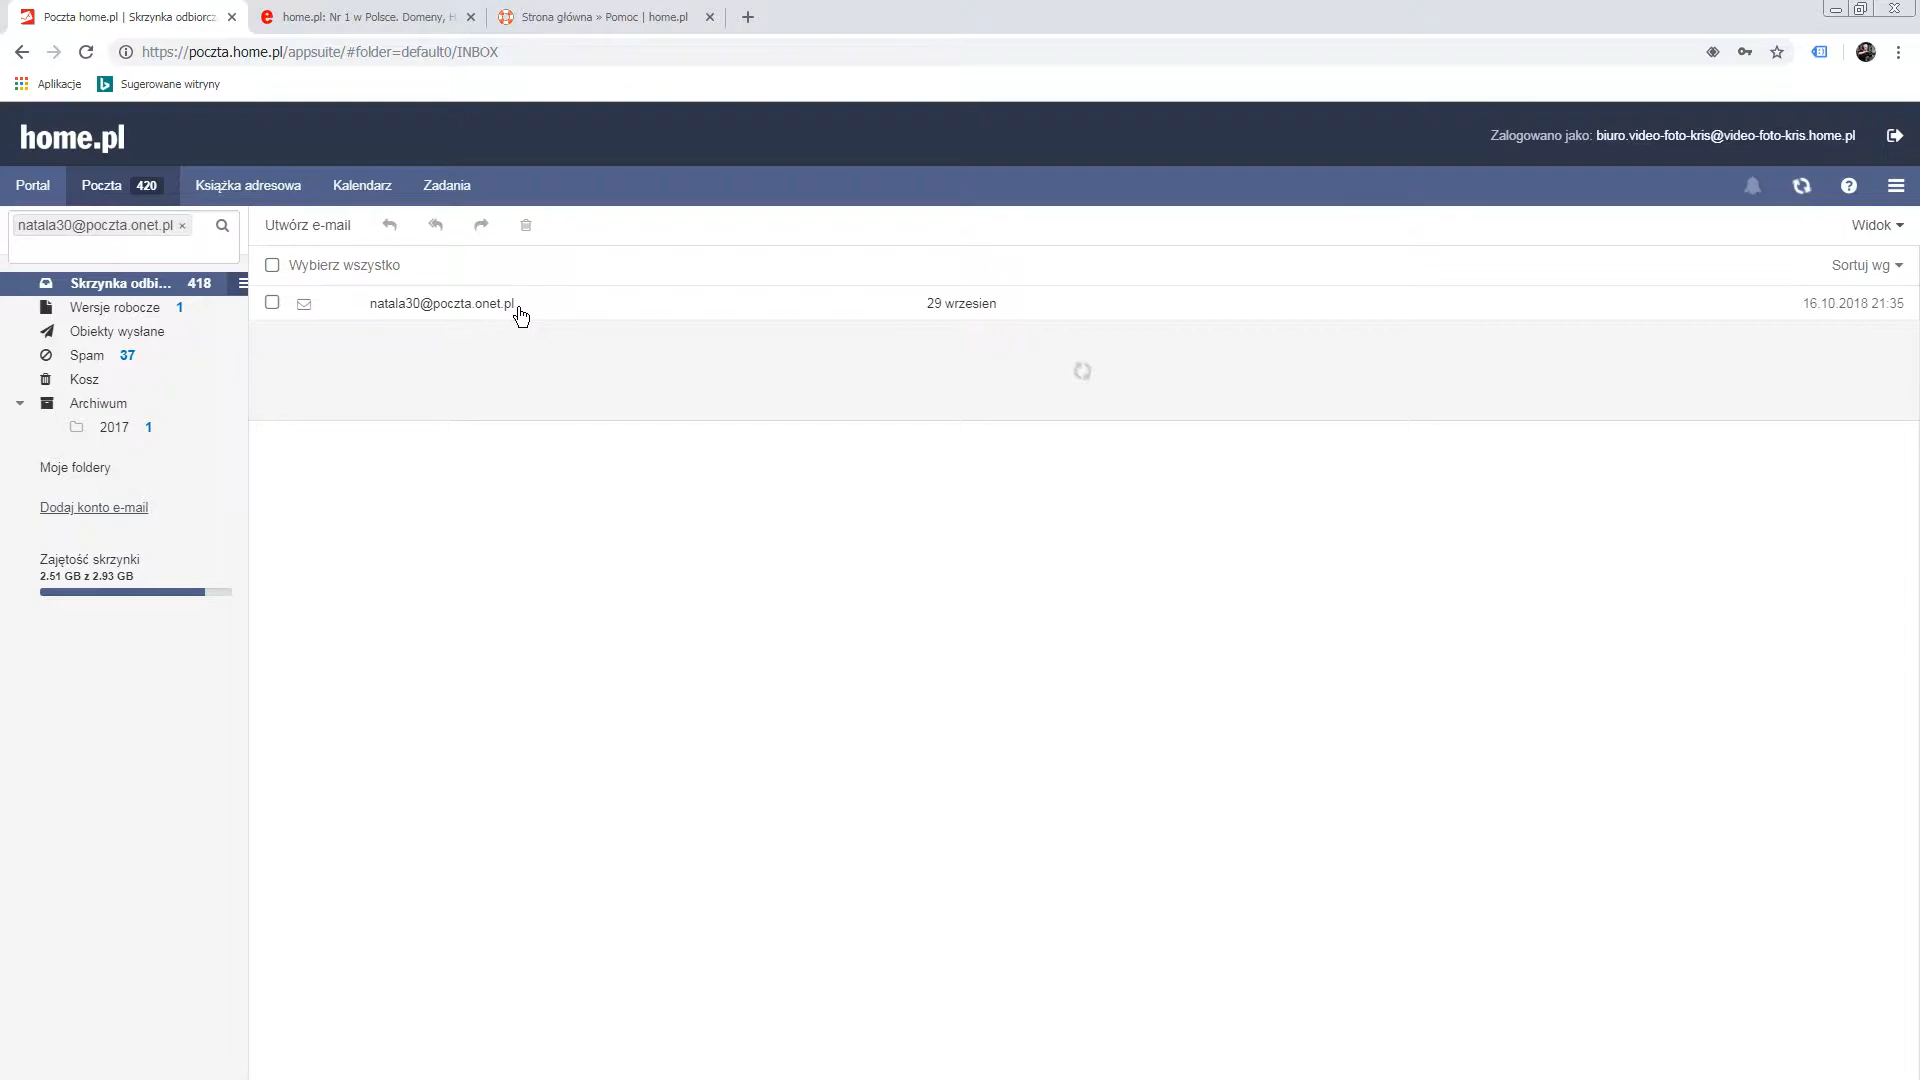 Poczta home.pl | Skrzynka odbiorcz
home.pl: Nr 1 w Polsce. Domeny, H
Strona główna » Pomoc | home.pl
https://poczta.home.pl/appsuite/#folder=default0/INBOX
Aplikacje
Sugerowane witryny
home.pl
Zalogowano jako: biuro.video-foto-kris@video-foto-kris.home.pl
Portal
Poczta 420
Książka adresowa
Kalendarz
Zadania
natala30@poczta.onet.pl ×
Utwórz e-mail
Widok
Wybierz wszystko
Sortuj wg
Skrzynka odbi... 418
natala30@poczta.onet.pl
29 wrzesien
16.10.2018 21:35
Wersje robocze 1
Obiekty wysłane
Spam 37
Kosz
Archiwum
2017 1
Moje foldery
Dodaj konto e-mail
Zajętość skrzynki
2.51 GB z 2.93 GB